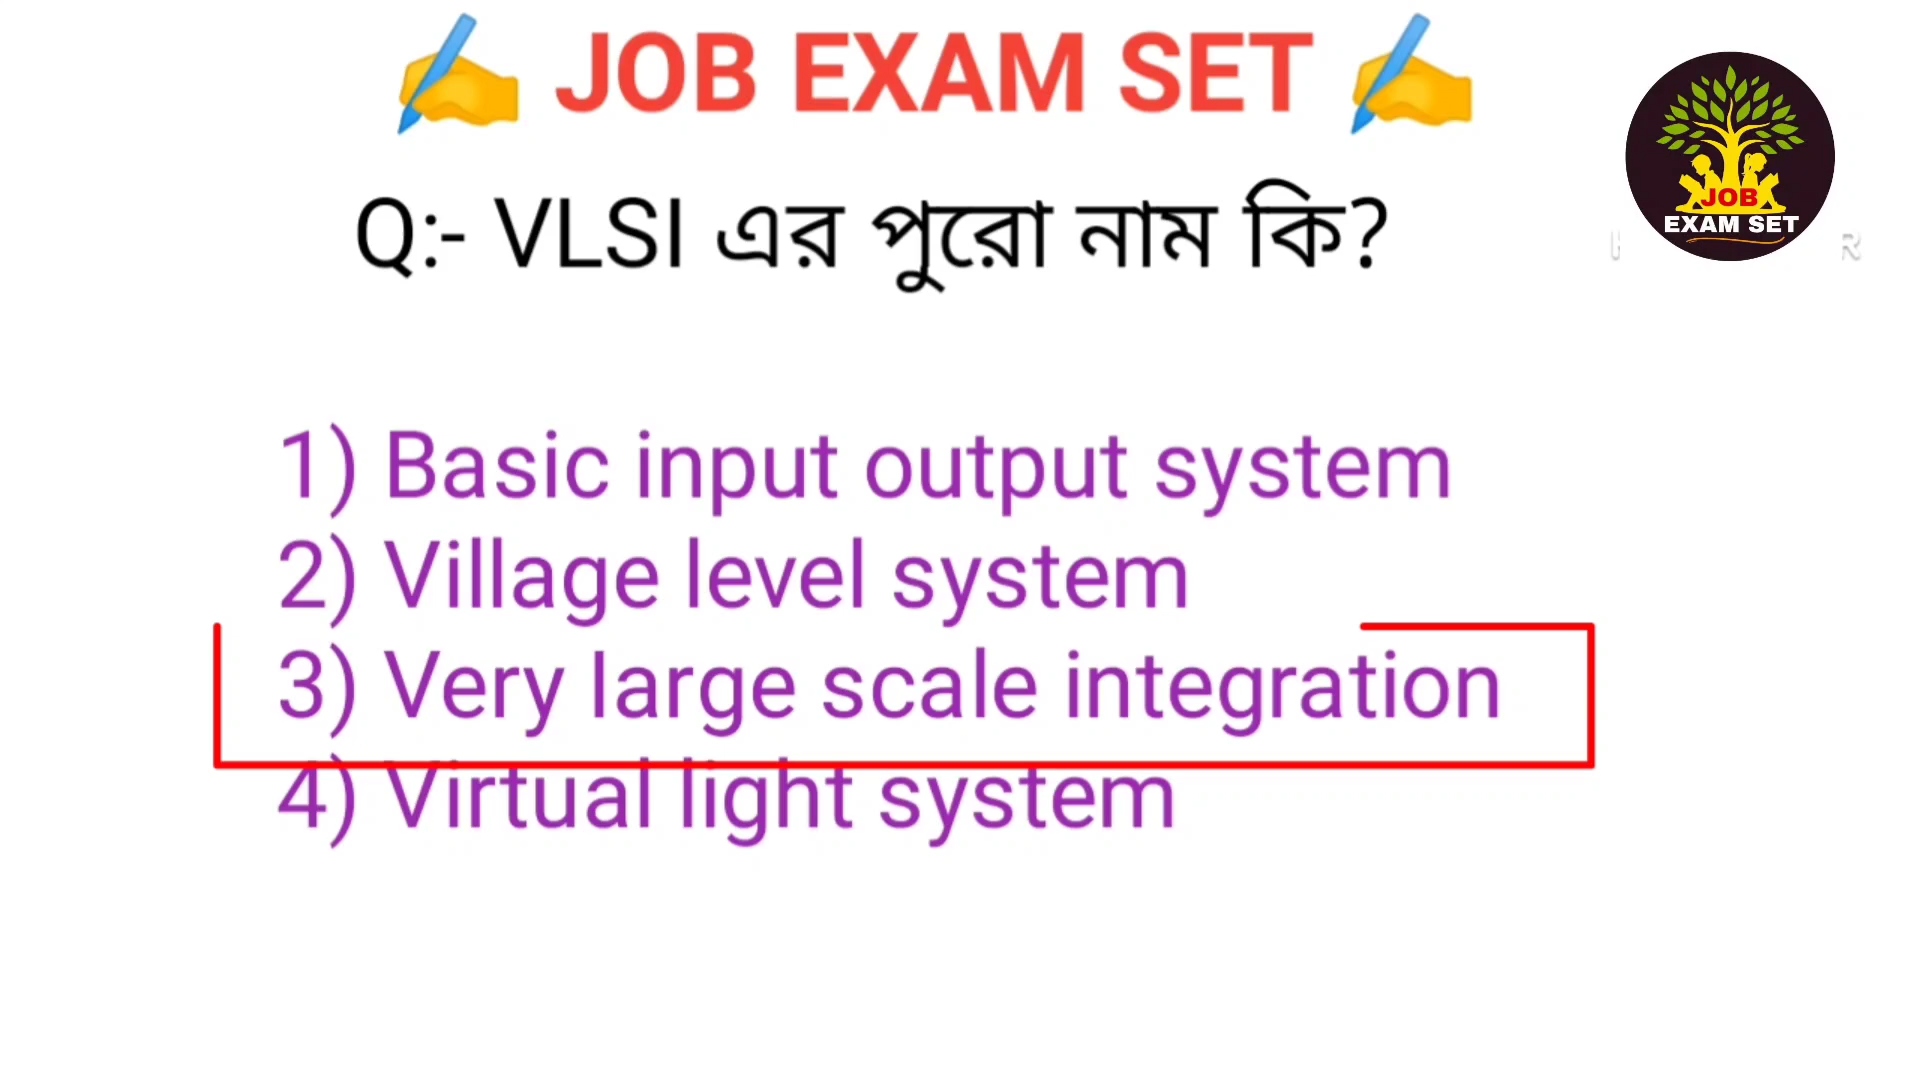 ✍️ JOB EXAM SET ✍️
Q:- VLSI এর পুরো নাম কি?
JOB
EXAM SET
1) Basic input output system
2) Village level system
3) Very large scale integration
4) Virtual light system